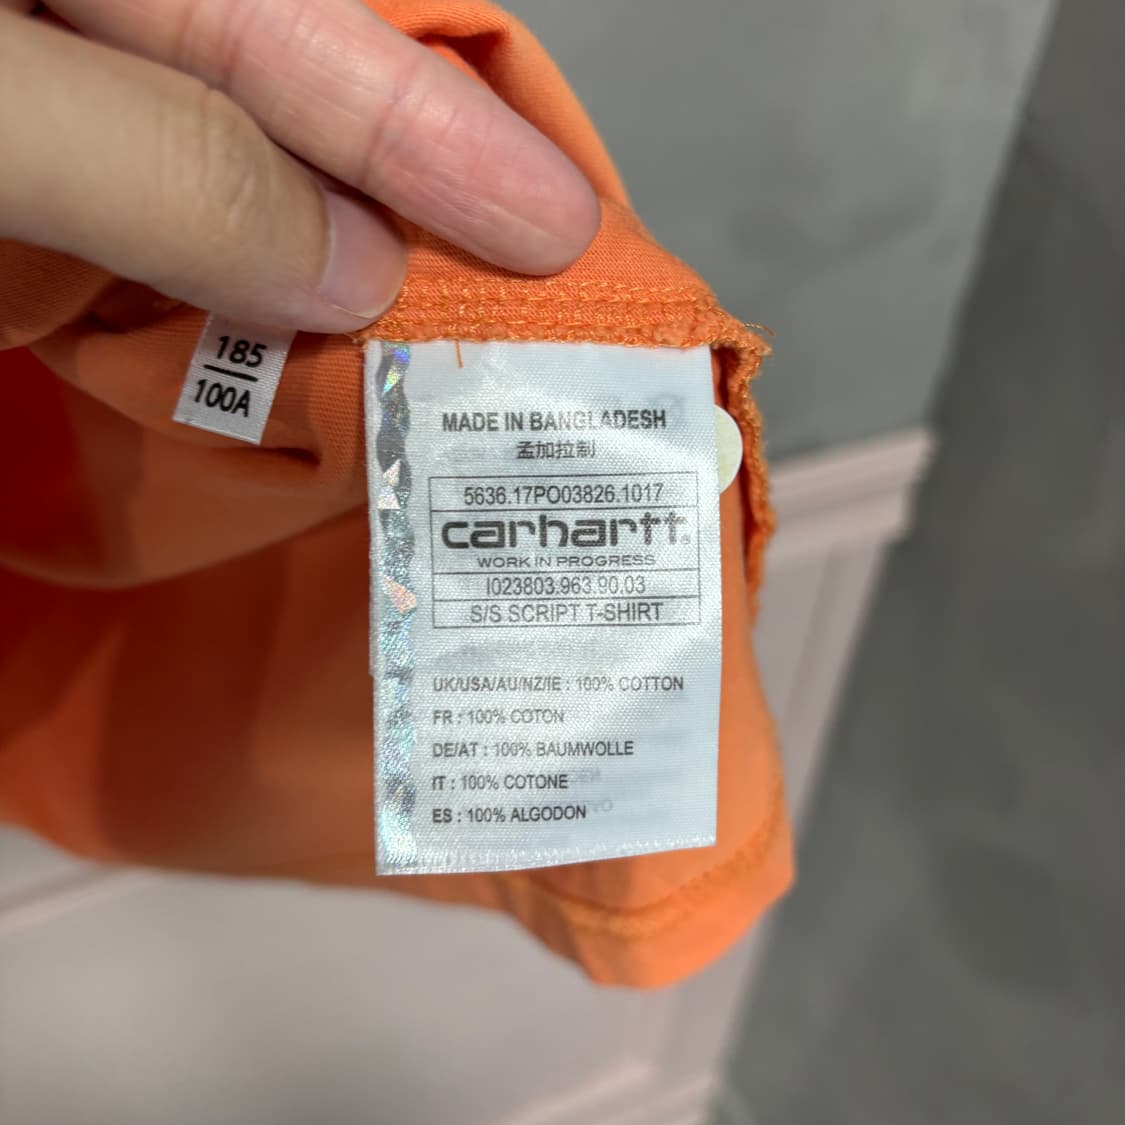 185
100A
MADE IN BANGLADESH
孟加拉制
5636.17PO03826.1017
carhartt.
WORK IN PROGRESS
I023803.963.90.03
S/S SCRIPT T-SHIRT
UK/USA/AU/NZ/IE : 100% COTTON
FR : 100% COTON
DE/AT : 100% BAUMWOLLE
IT : 100% COTONE
ES : 100% ALGODON